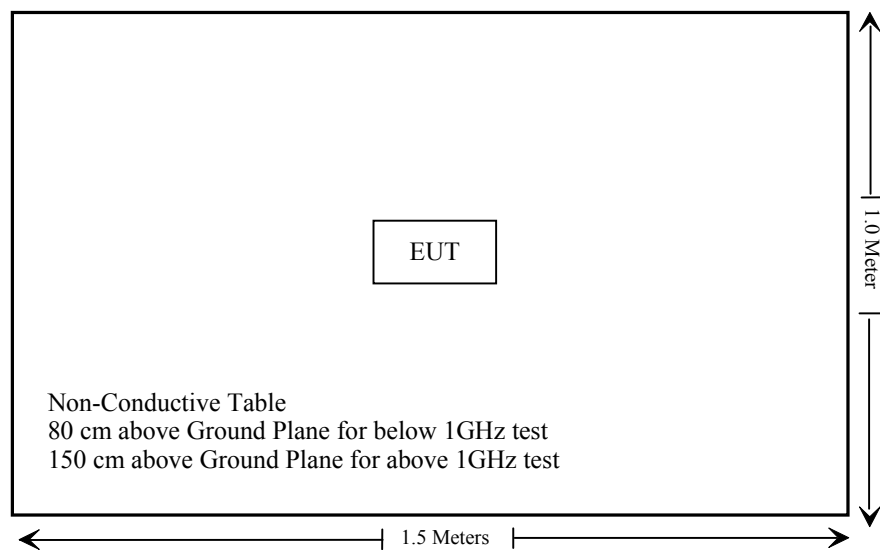 EUT
1.0 Meter
Non-Conductive Table
80 cm above Ground Plane for below 1GHz test
150 cm above Ground Plane for above 1GHz test
1.5 Meters